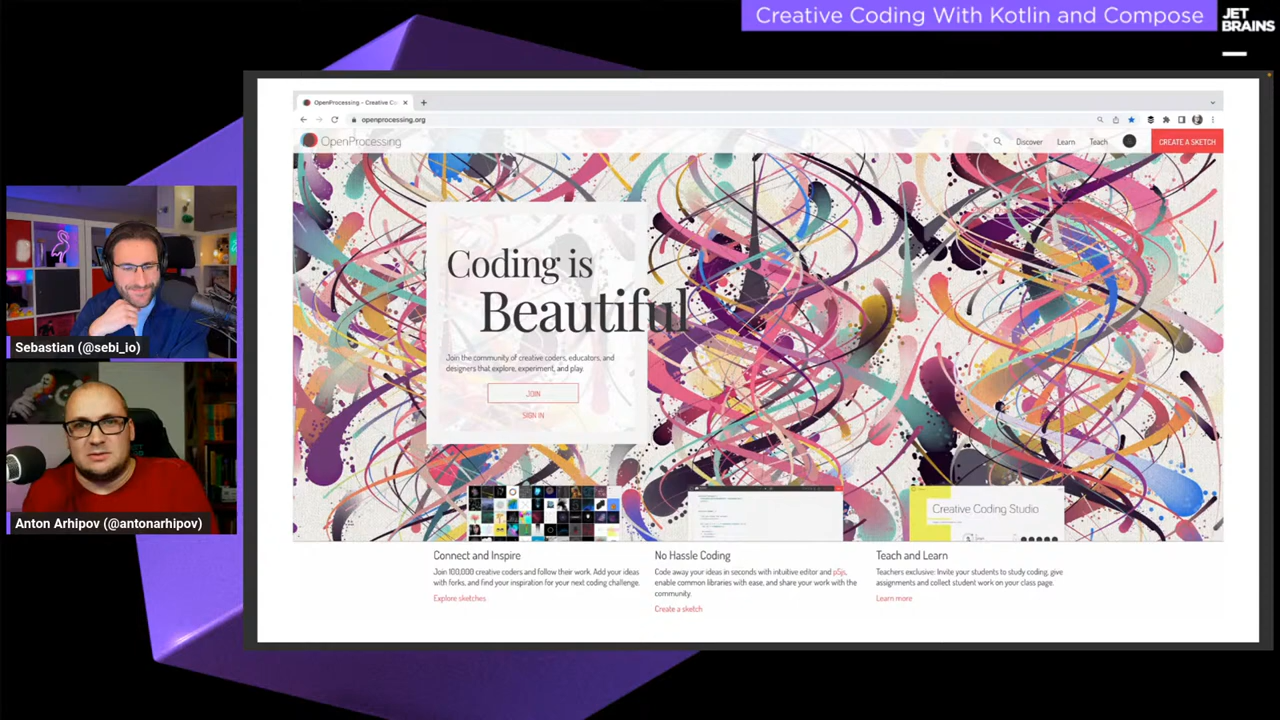 Creative Coding With Kotlin and Compose
JET
BRAINS
OpenProcessing - Creative Co
openprocessing.org
OpenProcessing
Discover
Learn
Teach
CREATE A SKETCH
Coding is
Beautiful
Join the community of creative coders, educators, and
designers that explore, experiment, and play.
JOIN
SIGN IN
Sebastian (@sebi_io)
Anton Arhipov (@antonarhipov)
Creative Coding Studio
Connect and Inspire
Join 100,000 creative coders and follow their work. Add your ideas
with forks, and find your inspiration for your next coding challenge.
Explore sketches.
No Hassle Coding
Code away your ideas in seconds with intuitive editor and p5js,
enable common libraries with ease, and share your work with the
community.
Create a sketch
Teach and Learn
Teachers exclusive: Invite your students to study coding, give
assignments and collect student work on your class page.
Learn more